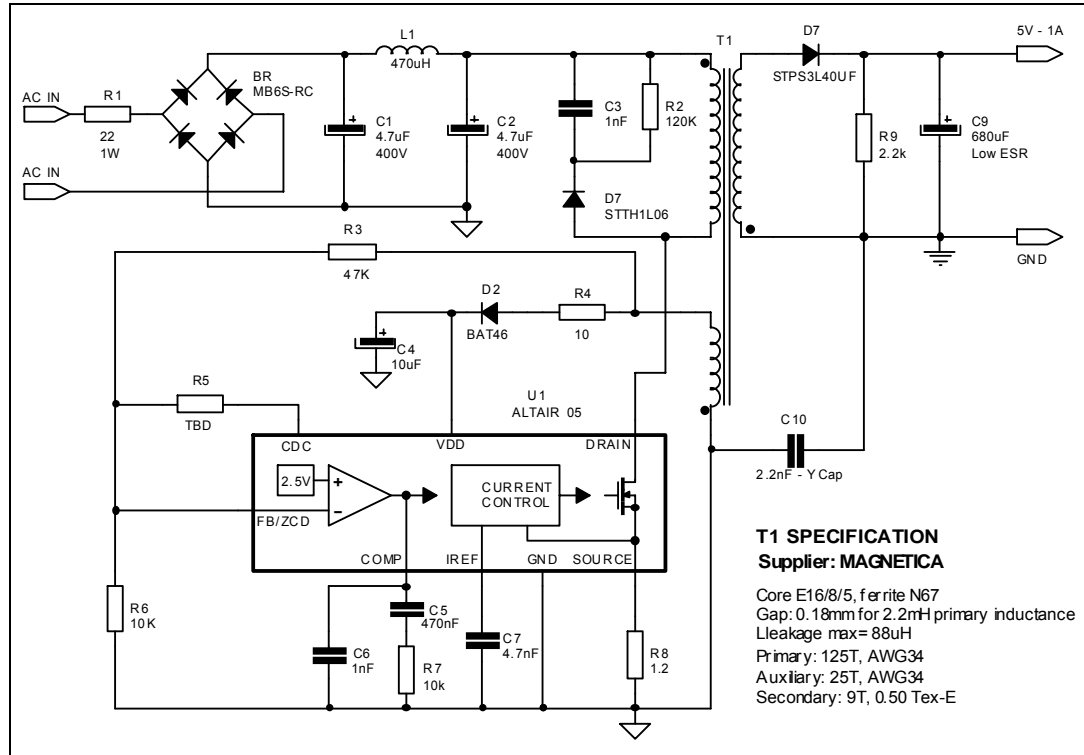 L1
470uH
T1
D7
STPS3L40UF
5V - 1A
BR
MB6S-RC
AC IN
R1
22
1W
AC IN
C1
4.7uF
400V
C2
4.7uF
400V
C3
1nF
R2
120K
D7
STTH1L06
R9
2.2k
C9
680uF
Low ESR
GND
R3
47K
D2
BAT46
R4
10
C4
10uF
R5
TBD
U1
ALTAIR 05
CDC
VDD
DRAIN
2.5V
+
-
CURRENT
CONTROL
FB/ZCD
COMP
IREF
GND
SOURCE
C10
2.2nF - Y Cap
R6
10K
C6
1nF
C5
470nF
R7
10k
C7
4.7nF
R8
1.2
T1 SPECIFICATION
Supplier: MAGNETICA
Core E16/8/5, ferrite N67
Gap: 0.18mm for 2.2mH primary inductance
Lleakage max= 88uH
Primary: 125T, AWG34
Auxiliary: 25T, AWG34
Secondary: 9T, 0.50 Tex-E